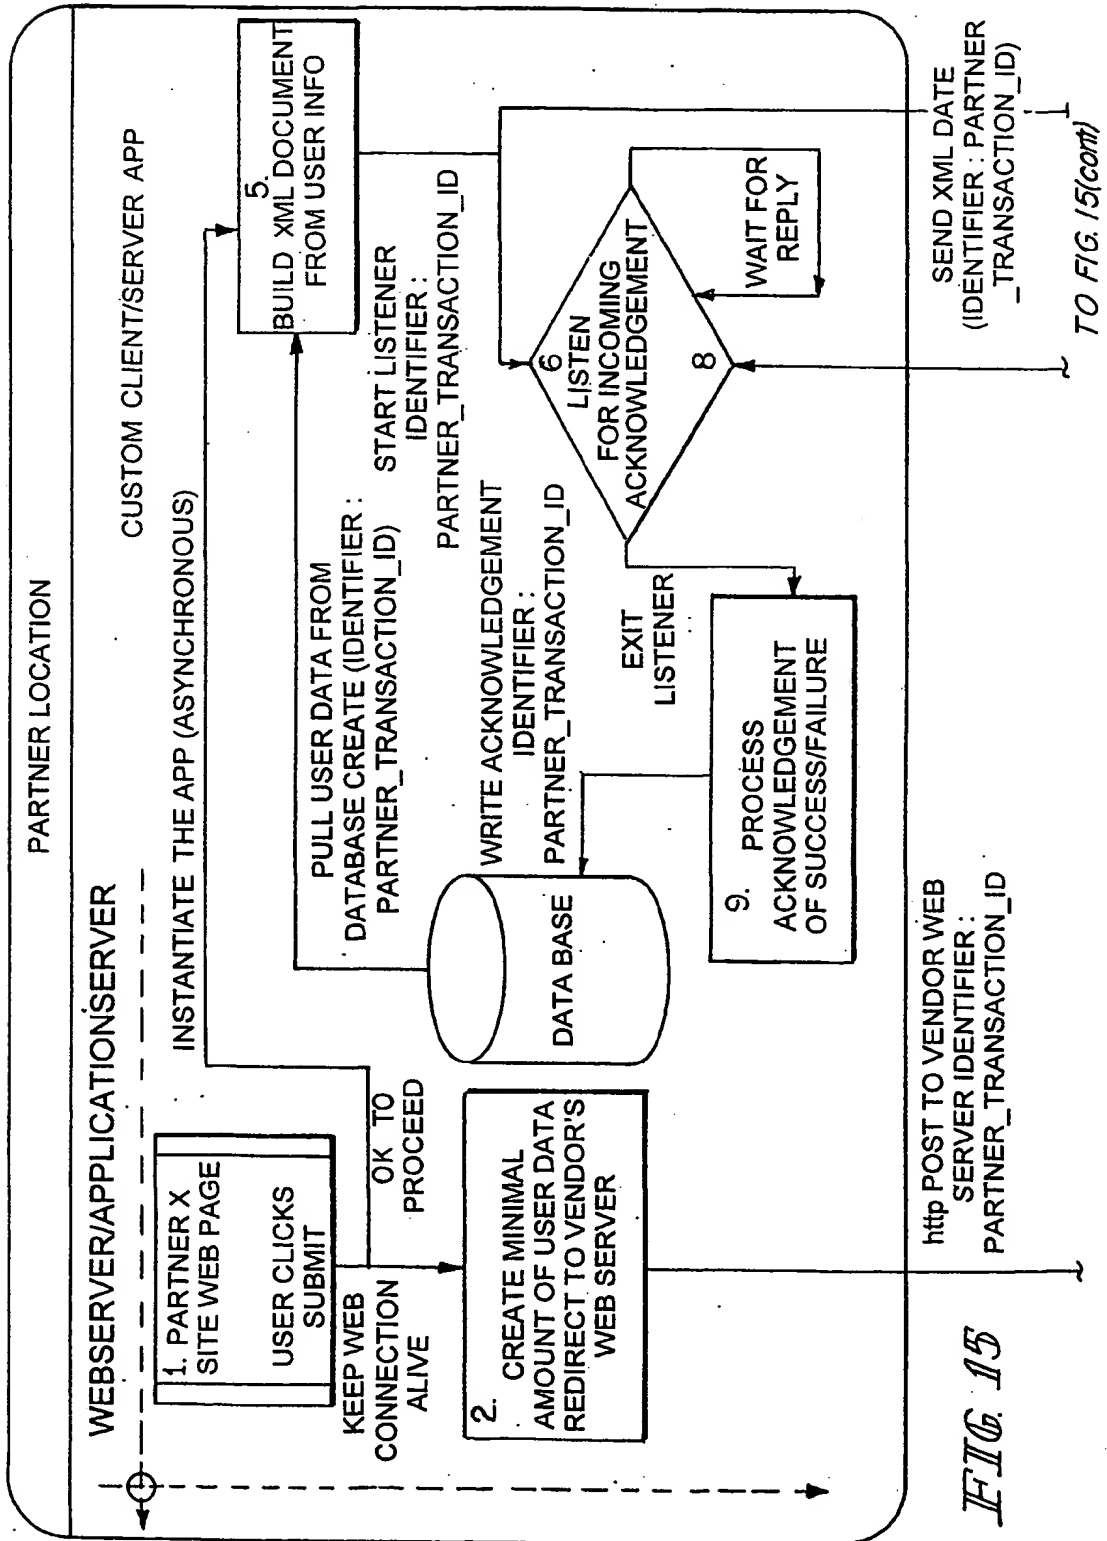 PARTNER LOCATION
WEBSERVER/APPLICATIONSERVER
CUSTOM CLIENT/SERVER APP
INSTANTIATE THE APP (ASYNCHRONOUS)
1. PARTNER X
SITE WEB PAGE
USER CLICKS
SUBMIT
KEEP WEB
CONNECTION
ALIVE
OK TO
PROCEED
2.
CREATE MINIMAL
AMOUNT OF USER DATA
REDIRECT TO VENDOR'S
WEB SERVER
PULL USER DATA FROM
DATABASE CREATE (IDENTIFIER :
PARTNER_TRANSACTION_ID)
5.
BUILD XML DOCUMENT
FROM USER INFO
START LISTENER
IDENTIFIER :
PARTNER_TRANSACTION_ID
DATA BASE
WRITE ACKNOWLEDGEMENT
IDENTIFIER :
PARTNER_TRANSACTION_ID
6
LISTEN
FOR INCOMING
ACKNOWLEDGEMENT
8
WAIT FOR
REPLY
EXIT
LISTENER
9. PROCESS
ACKNOWLEDGEMENT
OF SUCCESS/FAILURE
http POST TO VENDOR WEB
SERVER IDENTIFIER :
PARTNER_TRANSACTION_ID
SEND XML DATE
(IDENTIFIER : PARTNER
_TRANSACTION_ID)
TO FIG. 15(cont)
FIG. 15